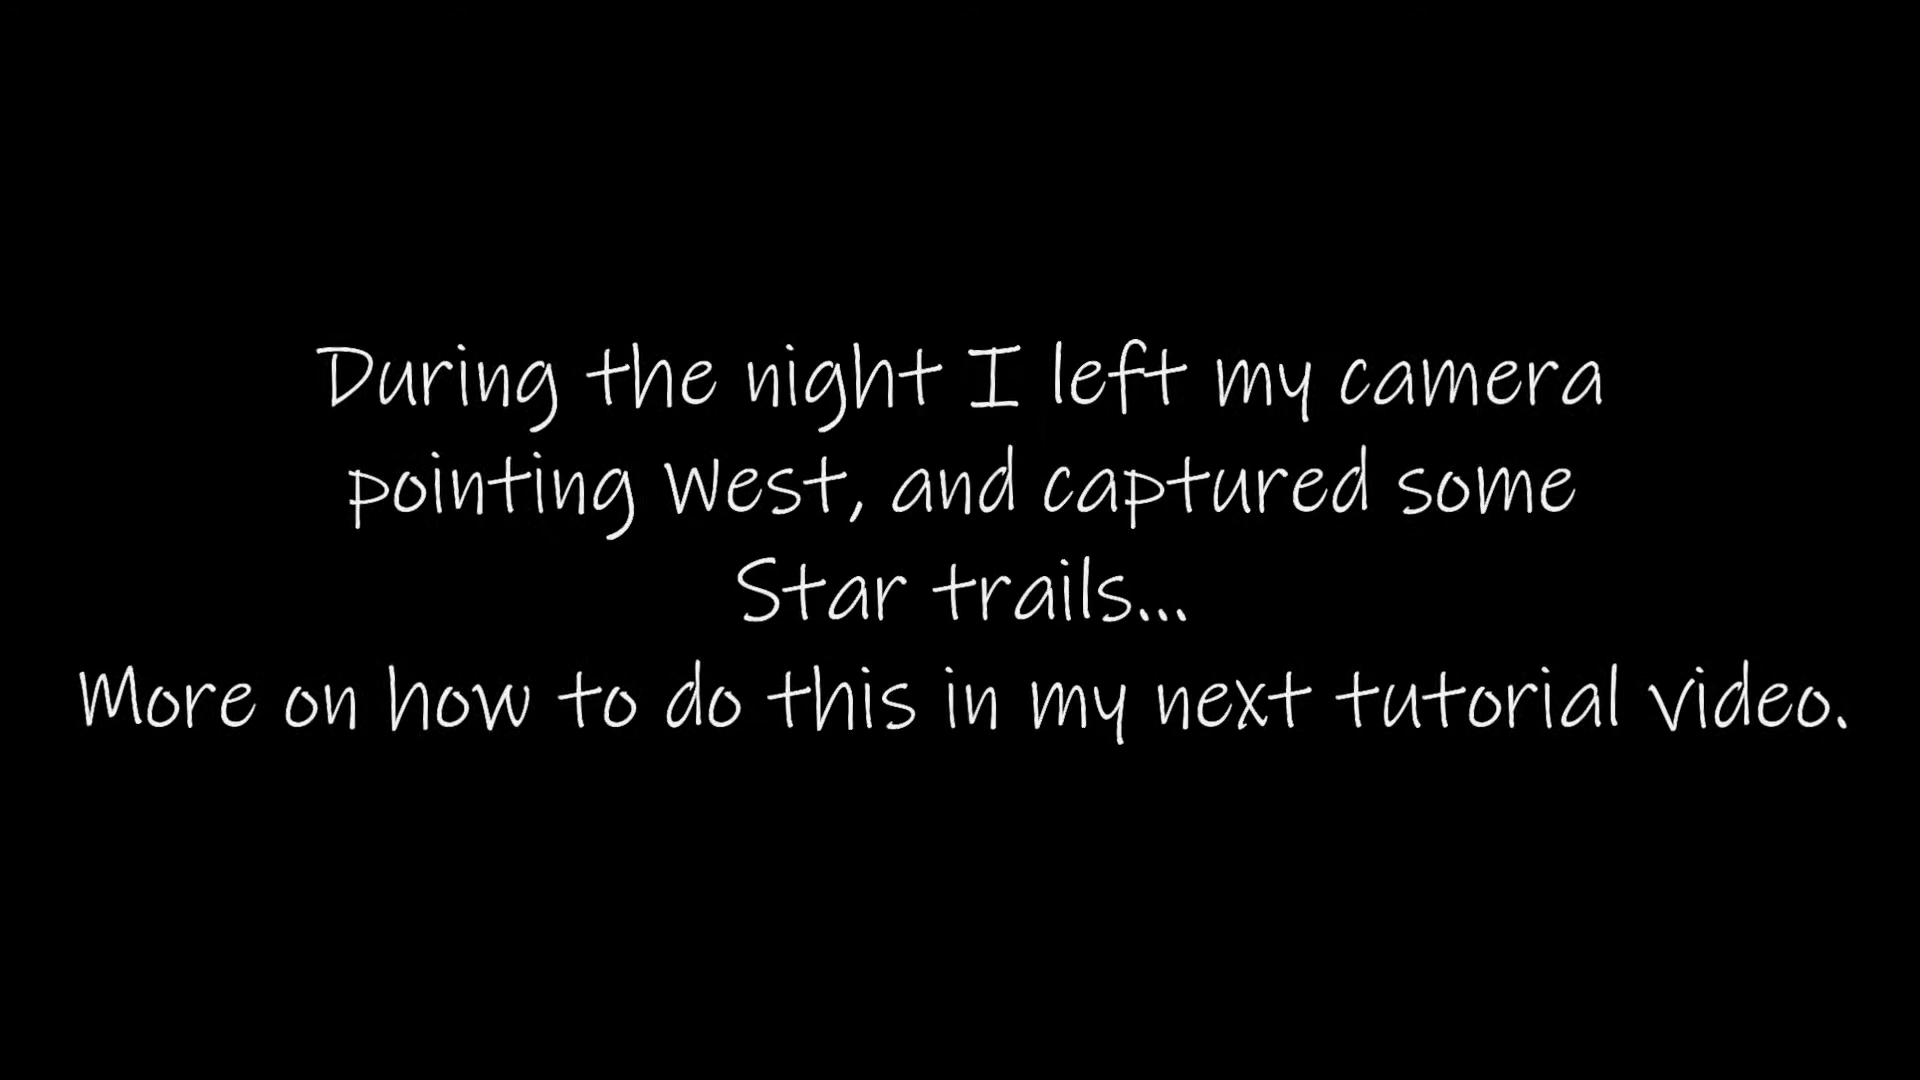 During the night I left my camera
pointing West, and captured some
Star trails...
More on how to do this in my next tutorial video.